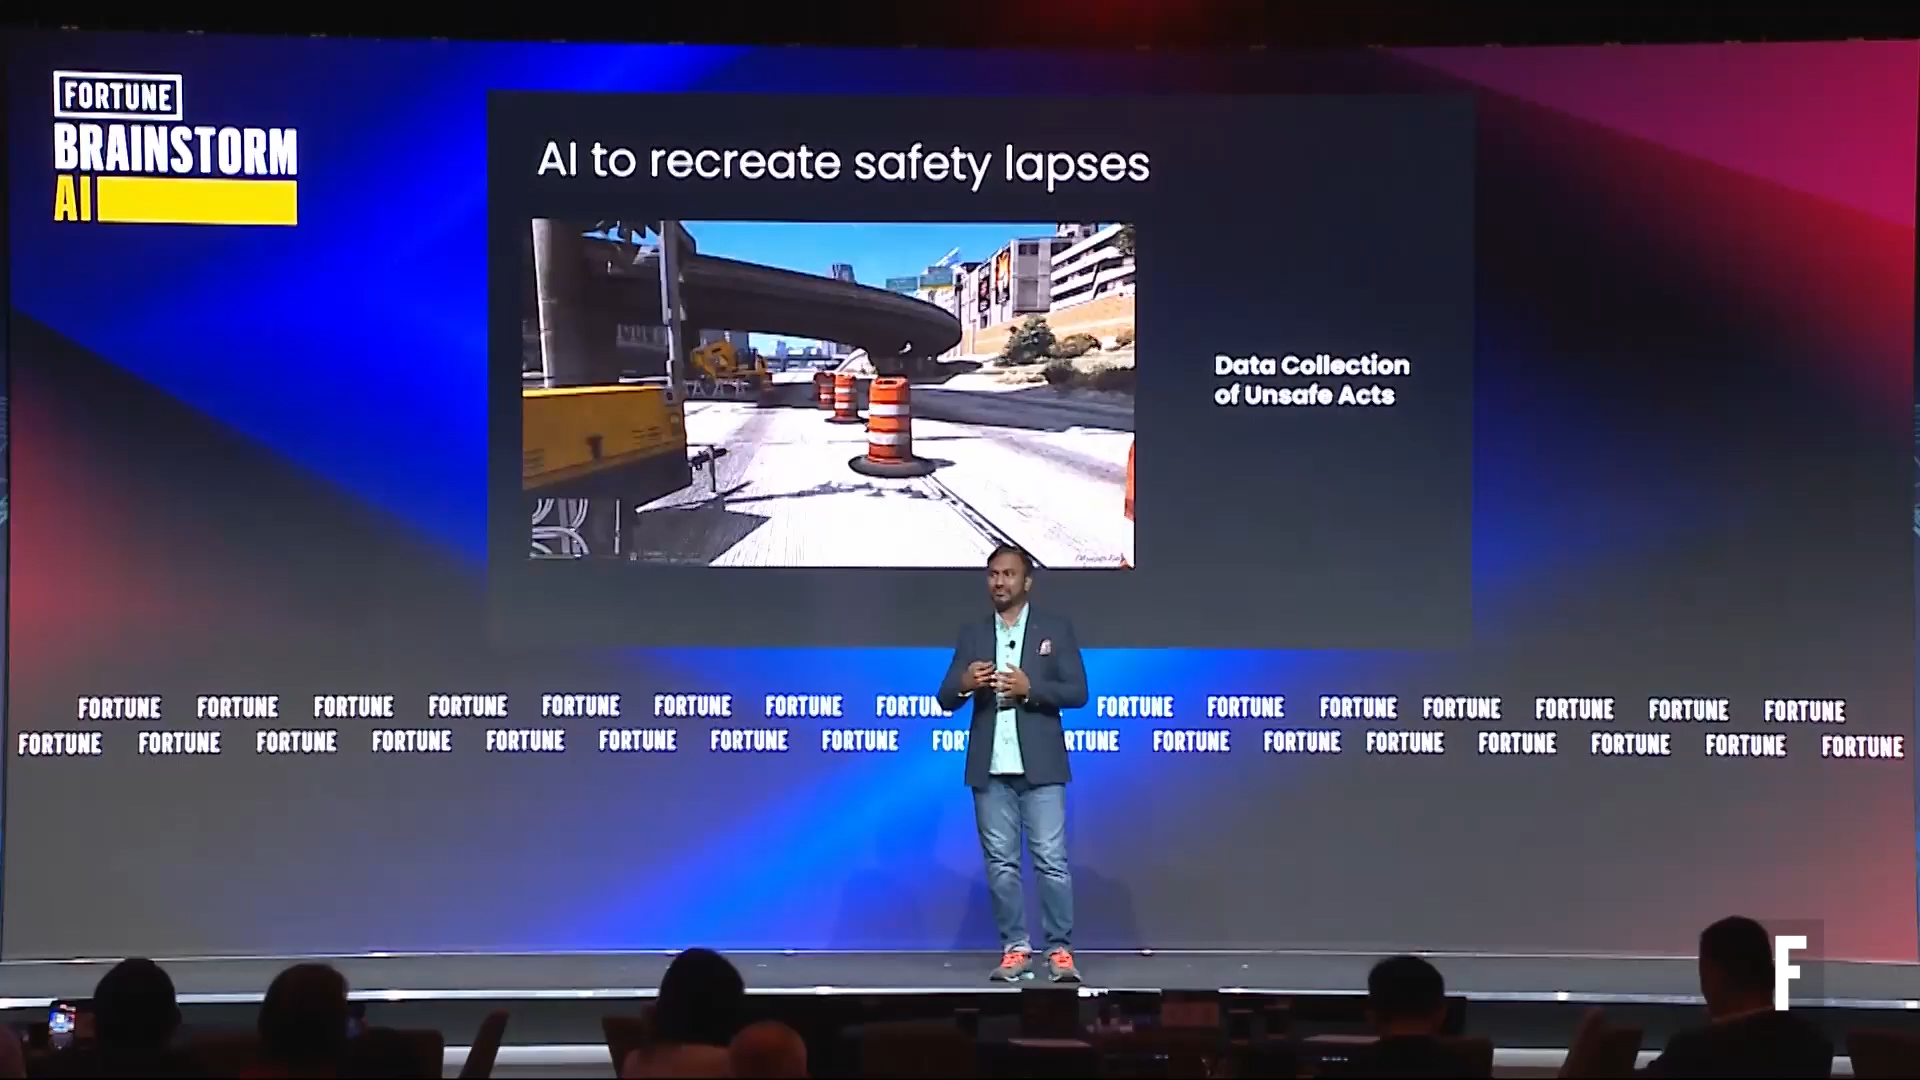 FORTUNE
BRAINSTORM
AI
AI to recreate safety lapses
Data Collection
of Unsafe Acts
FORTUNE FORTUNE FORTUNE FORTUNE FORTUNE FORTUNE FORTUNE FORTUNE FORTUNE FORTUNE FORTUNE FORTUNE FORTUNE FORTUNE FORTUNE
FORTUNE FORTUNE FORTUNE FORTUNE FORTUNE FORTUNE FORTUNE FORTUNE FOR RTUNE FORTUNE FORTUNE FORTUNE FORTUNE FORTUNE FORTUNE FORTUNE
F